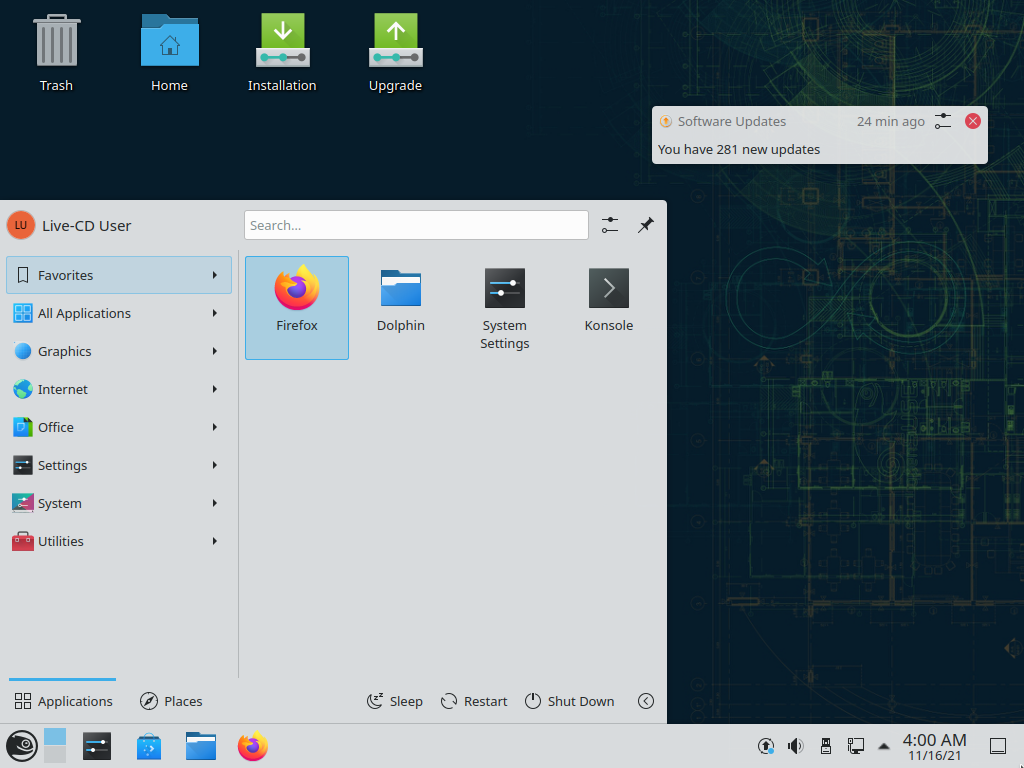 Trash
Home
Installation
Upgrade
Software Updates
24 min ago
You have 281 new updates
LU
Live-CD User
Search...
Favorites
All Applications
Graphics
Internet
Office
Settings
System
Utilities
Firefox
Dolphin
System
Settings
Konsole
Applications
Places
Sleep
Restart
Shut Down
4:00 AM
11/16/21